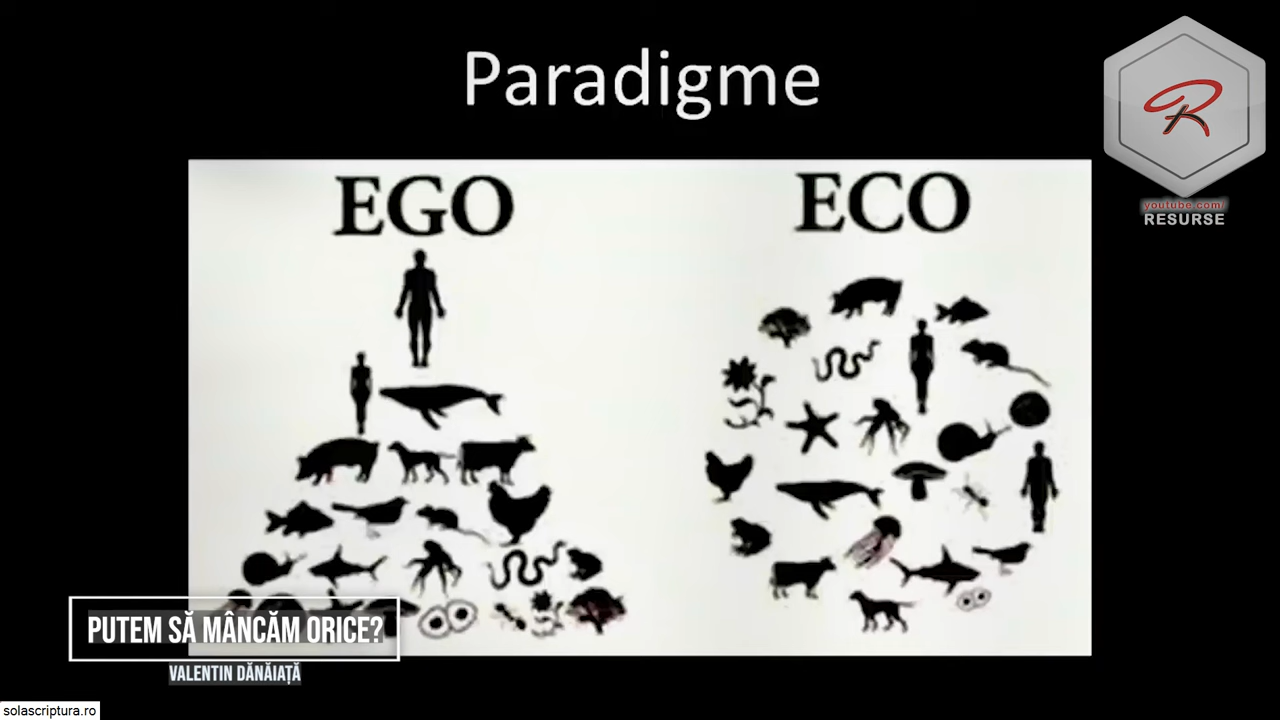 Paradigme
EGO
ECO
R
youtube.com/
RESURSE
PUTEM SĂ MÂNCĂM ORICE?
VALENTIN DĂNĂIAȚĂ
solascriptura.ro